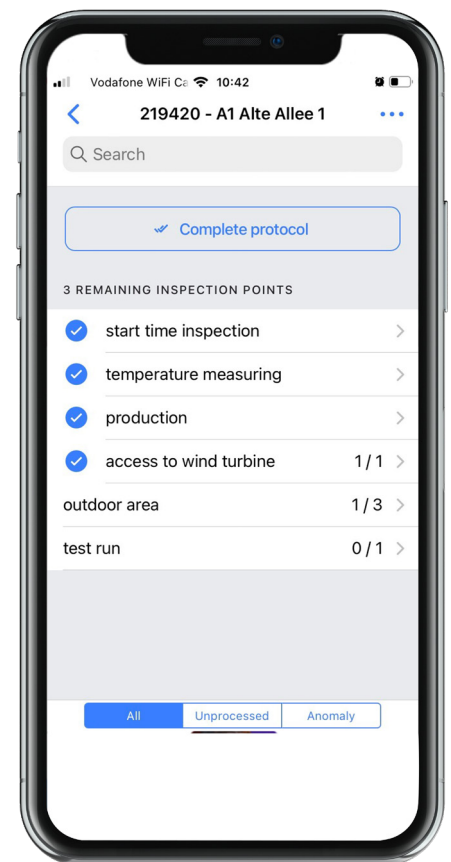 Vodafone WiFi Ca 10:42
219420 - A1 Alte Allee 1
Search
Complete protocol
3 REMAINING INSPECTION POINTS
start time inspection
temperature measuring
production
access to wind turbine 1 / 1
outdoor area 1 / 3
test run 0 / 1
All Unprocessed Anomaly